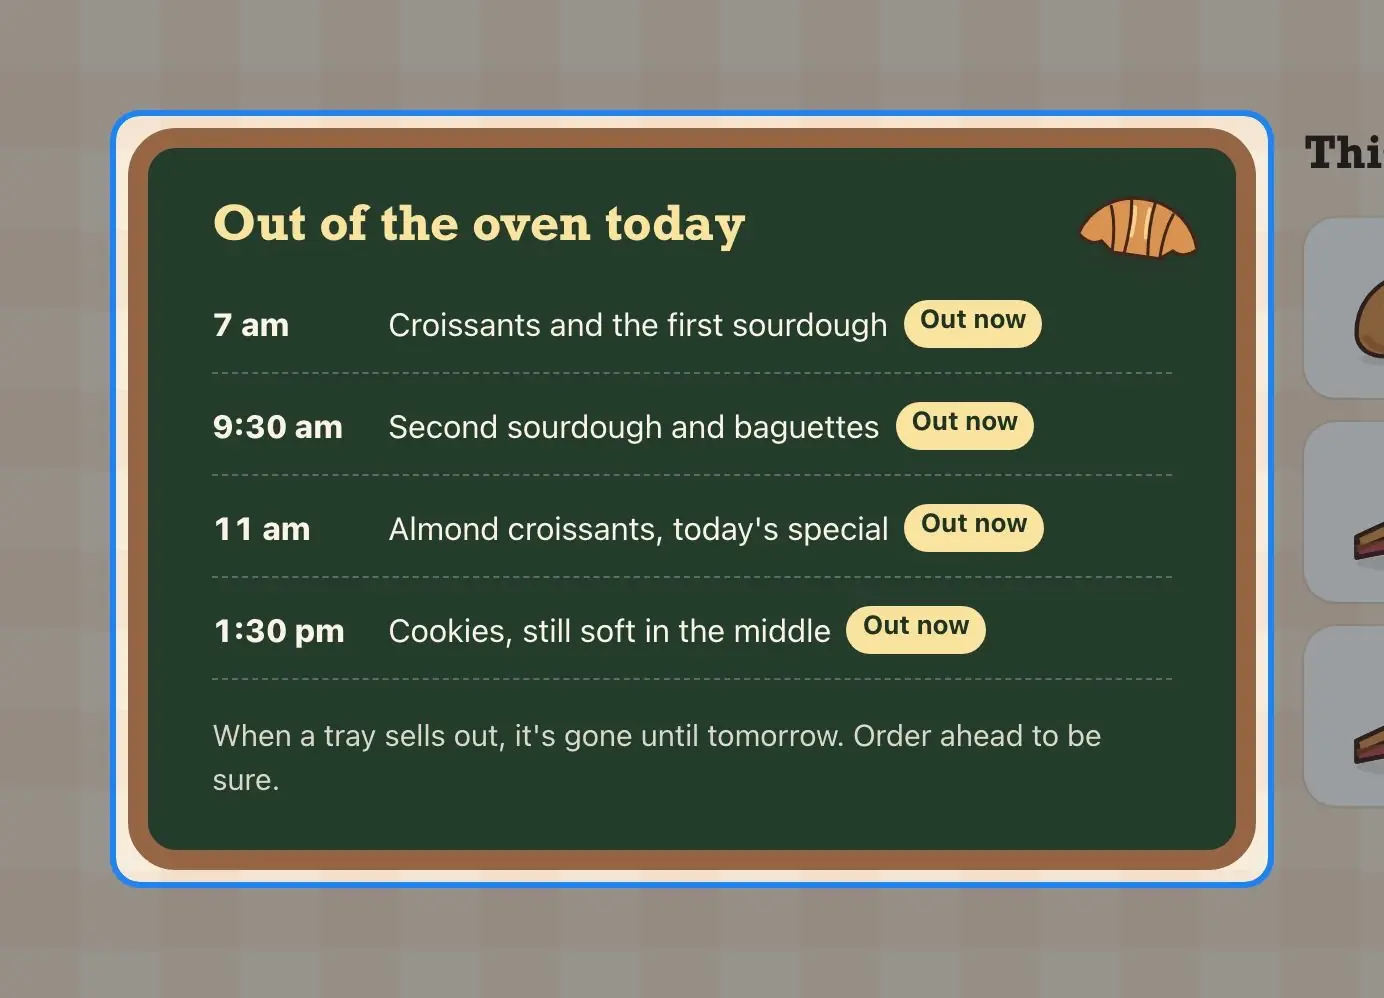 Out of the oven today
7 am Croissants and the first sourdough Out now
9:30 am Second sourdough and baguettes Out now
11 am Almond croissants, today's special Out now
1:30 pm Cookies, still soft in the middle Out now
When a tray sells out, it's gone until tomorrow. Order ahead to be
sure.